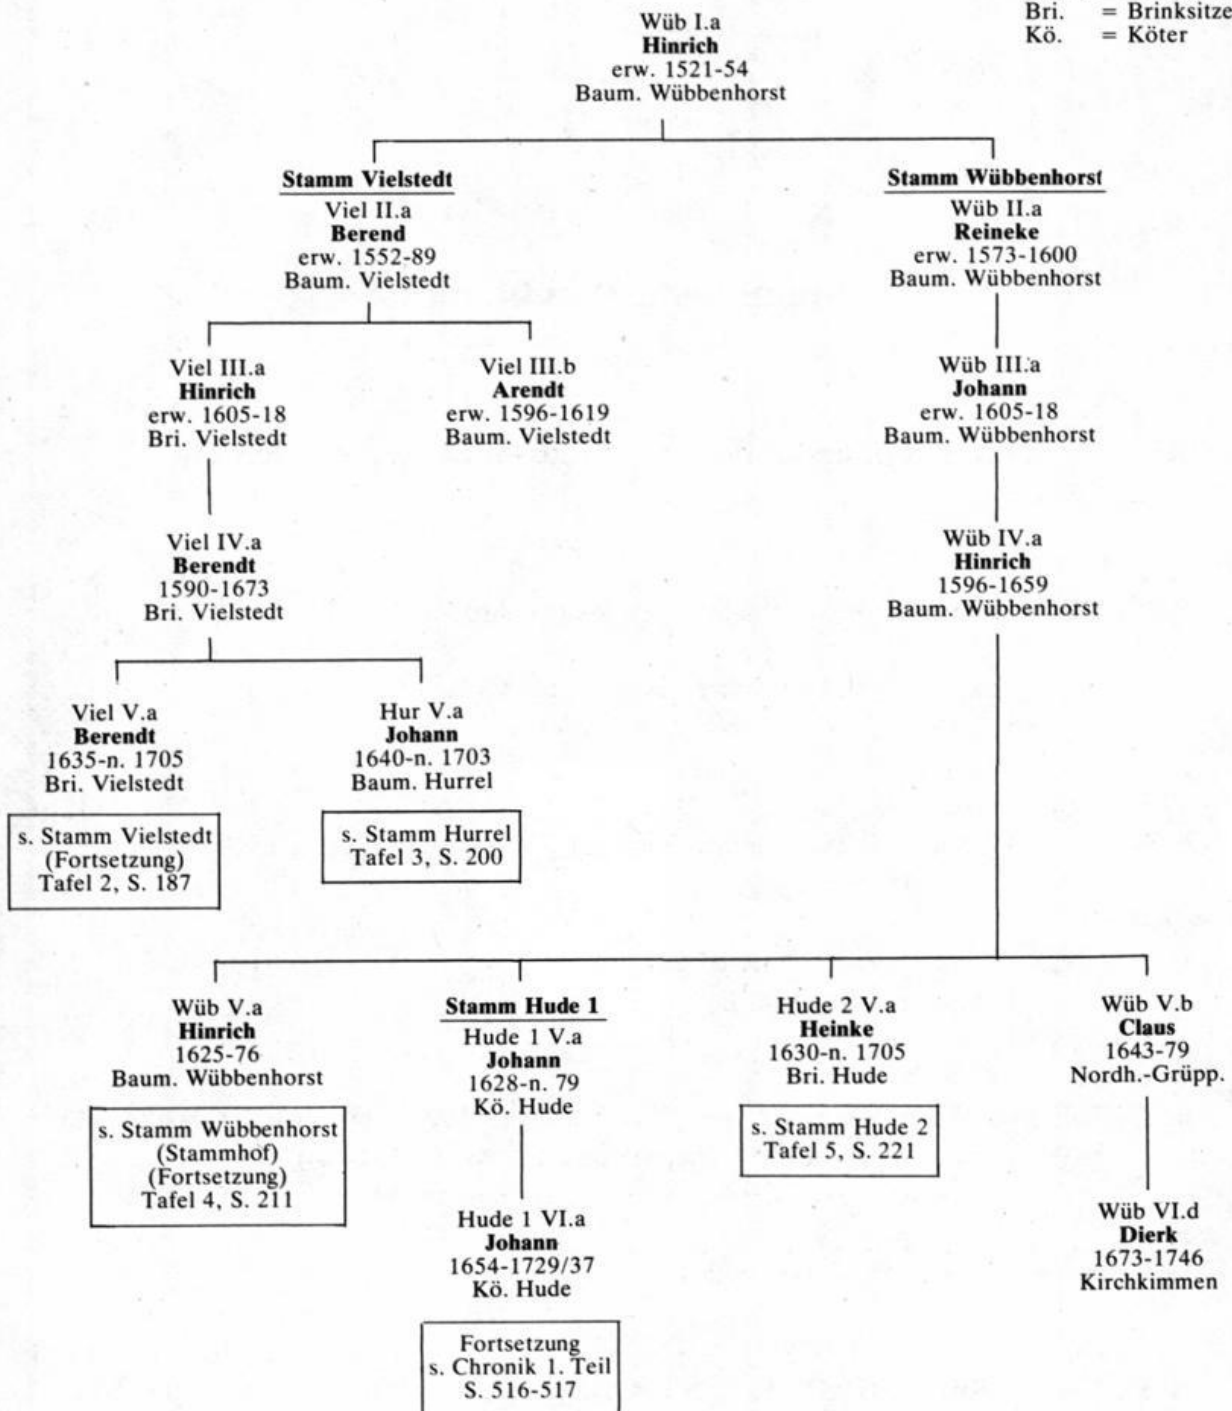 Bri. = Brinksitze
Kö. = Köter
Wüb I.a
Hinrich
erw. 1521-54
Baum. Wübbenhorst
Stamm Vielstedt
Viel II.a
Berend
erw. 1552-89
Baum. Vielstedt
Stamm Wübbenhorst
Wüb II.a
Reineke
erw. 1573-1600
Baum. Wübbenhorst
Viel III.a
Hinrich
erw. 1605-18
Bri. Vielstedt
Viel III.b
Arendt
erw. 1596-1619
Baum. Vielstedt
Wüb III.a
Johann
erw. 1605-18
Baum. Wübbenhorst
Viel IV.a
Berendt
1590-1673
Bri. Vielstedt
Wüb IV.a
Hinrich
1596-1659
Baum. Wübbenhorst
Viel V.a
Berendt
1635-n. 1705
Bri. Vielstedt
s. Stamm Vielstedt
(Fortsetzung)
Tafel 2, S. 187
Hur V.a
Johann
1640-n. 1703
Baum. Hurrel
s. Stamm Hurrel
Tafel 3, S. 200
Wüb V.a
Hinrich
1625-76
Baum. Wübbenhorst
s. Stamm Wübbenhorst
(Stammhof)
(Fortsetzung)
Tafel 4, S. 211
Stamm Hude 1
Hude 1 V.a
Johann
1628-n. 79
Kö. Hude
Hude 1 VI.a
Johann
1654-1729/37
Kö. Hude
Fortsetzung
s. Chronik 1. Teil
S. 516-517
Hude 2 V.a
Heinke
1630-n. 1705
Bri. Hude
s. Stamm Hude 2
Tafel 5, S. 221
Wüb V.b
Claus
1643-79
Nordh.-Grüpp.
Wüb VI.d
Dierk
1673-1746
Kirchkimmen